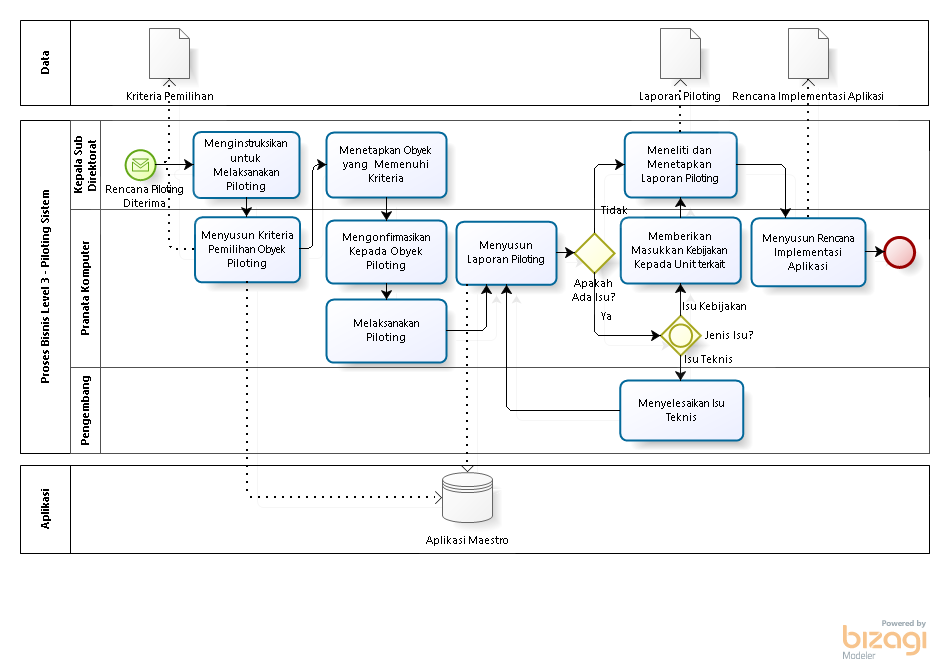 Data
Kriteria Pemilihan
Laporan Piloting
Rencana Implementasi Aplikasi
Proses Bisnis Level 3 - Piloting Sistem
Kepala Sub
Direktorat
Rencana Piloting
Diterima
Menginstruksikan
untuk
Melaksanakan
Piloting
Menetapkan Obyek
yang Memenuhi
Kriteria
Meneliti dan
Menetapkan
Laporan Piloting
Pranata Komputer
Menyusun Kriteria
Pemilihan Obyek
Piloting
Mengonfirmasikan
Kepada Obyek
Piloting
Melaksanakan
Piloting
Menyusun
Laporan Piloting
Tidak
Apakah
Ada Isu?
Ya
Memberikan
Masukkan Kebijakan
Kepada Unit terkait
Isu Kebijakan
Jenis Isu?
Isu Teknis
Menyusun Rencana
Implementasi
Aplikasi
Pengembang
Menyelesaikan Isu
Teknis
Aplikasi
Aplikasi Maestro
Powered by
bizagi
Modeler